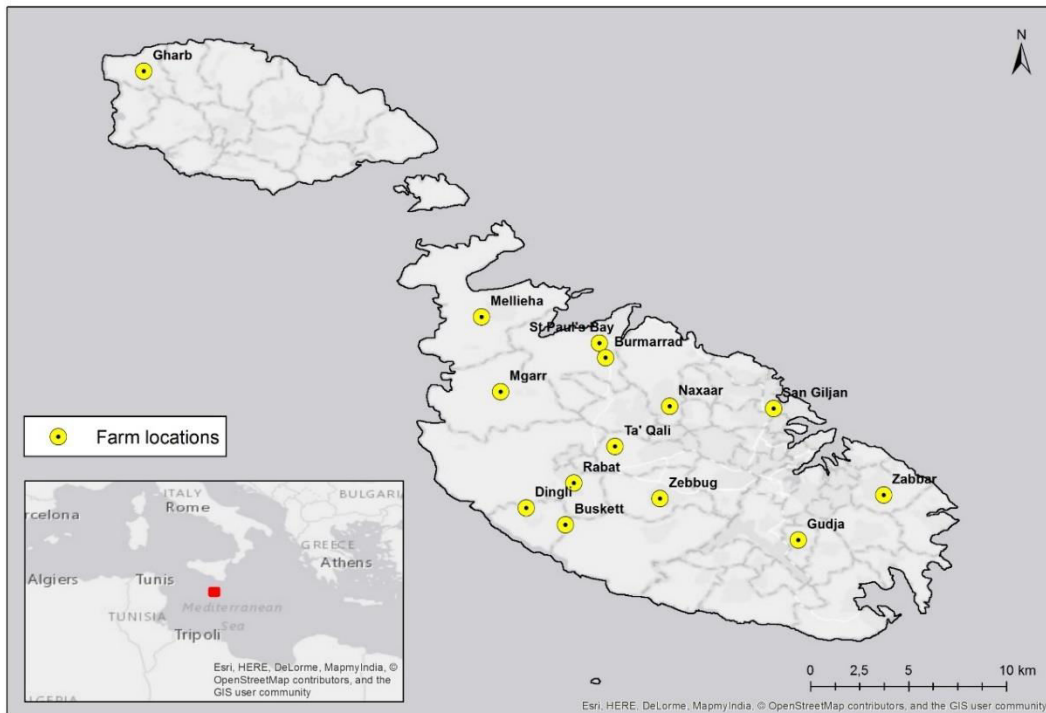 N
Gharb
Mellieha
St Paul's Bay
Burmarrad
Mgarr
Naxaar
San Giljan
Ta' Qali
Rabat
Zebbug
Zabbar
Dingli
Buskett
Gudja
Farm locations
ITALY
Rome
BULGARI
rcelona
GREECE
Athens
Algiers
Tunis
TUNISIA
Mediterranean
Sea
Tripoli
LGERIA
Esri, HERE, DeLorme, MapmyIndia, ©
OpenStreetMap contributors, and the
GIS user community
0 2,5 5 10 km
Esri, HERE, DeLorme, MapmyIndia, © OpenStreetMap contributors, and the GIS user community